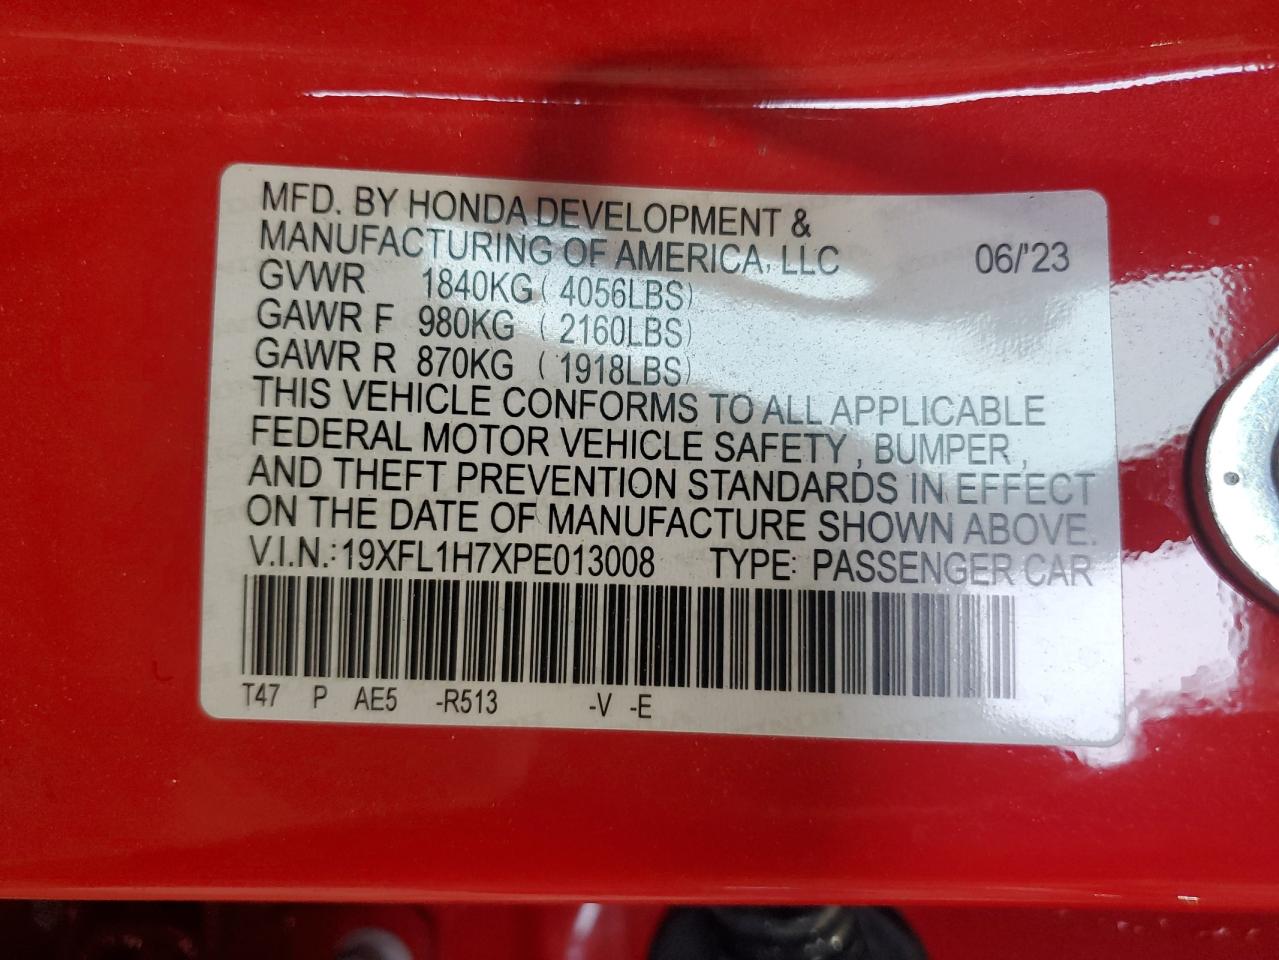 MFD. BY HONDA DEVELOPMENT &
MANUFACTURING OF AMERICA, LLC 06/'23
GVWR 1840KG ( 4056LBS)
GAWR F 980KG ( 2160LBS)
GAWR R 870KG ( 1918LBS)
THIS VEHICLE CONFORMS TO ALL APPLICABLE
FEDERAL MOTOR VEHICLE SAFETY , BUMPER ,
AND THEFT PREVENTION STANDARDS IN EFFECT
ON THE DATE OF MANUFACTURE SHOWN ABOVE.
V.I.N.:19XFL1H7XPE013008 TYPE: PASSENGER CAR
T47 P AE5 -R513 -V -E